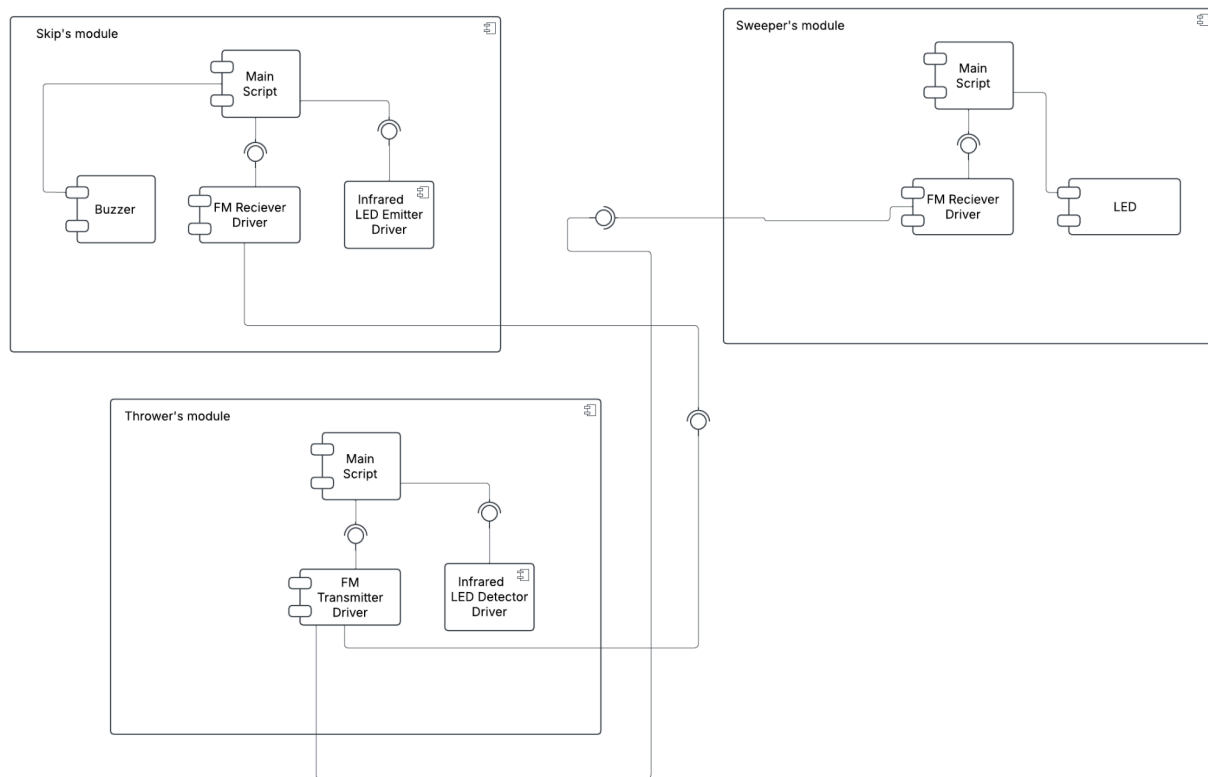 Skip's module
Main
Script
Buzzer
FM Reciever
Driver
Infrared
LED Emitter
Driver
Sweeper's module
Main
Script
FM Reciever
Driver
LED
Thrower's module
Main
Script
FM
Transmitter
Driver
Infrared
LED Detector
Driver